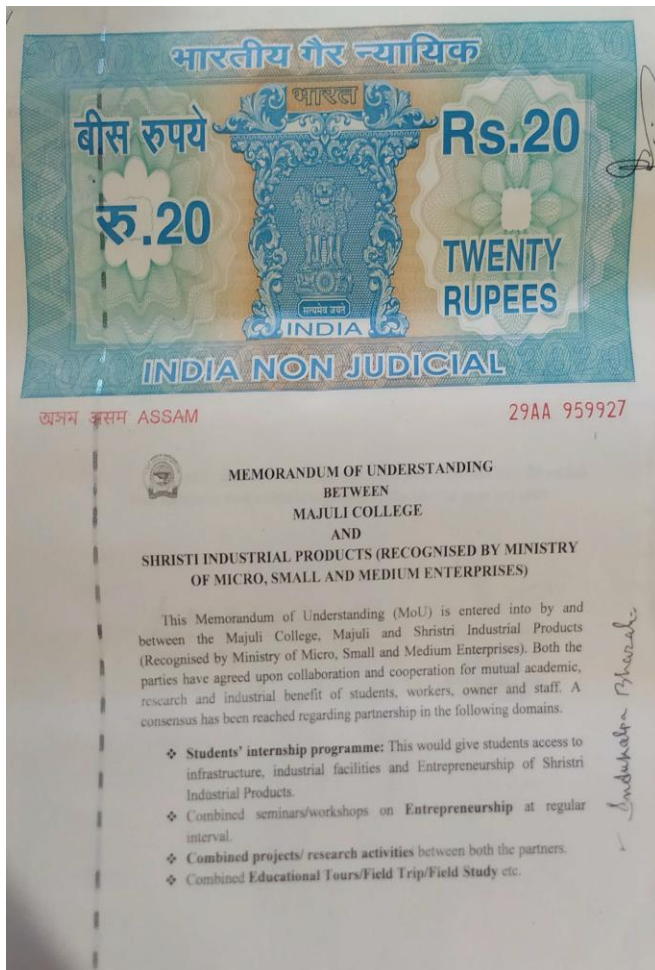 भारतीय गैर न्यायिक
भारत
बीस रुपये
रु.20
Rs.20
TWENTY
RUPEES
सत्यमेव जयते
INDIA
INDIA NON JUDICIAL
অসম असम ASSAM
29AA 959927
MEMORANDUM OF UNDERSTANDING
BETWEEN
MAJULI COLLEGE
AND
SHRISTI INDUSTRIAL PRODUCTS (RECOGNISED BY MINISTRY
OF MICRO, SMALL AND MEDIUM ENTERPRISES)
This Memorandum of Understanding (MoU) is entered into by and
between the Majuli College, Majuli and Shristri Industrial Products
(Recognised by Ministry of Micro, Small and Medium Enterprises). Both the
parties have agreed upon collaboration and cooperation for mutual academic,
research and industrial benefit of students, workers, owner and staff. A
consensus has been reached regarding partnership in the following domains.
❖ Students' internship programme: This would give students access to
infrastructure, industrial facilities and Entrepreneurship of Shristri
Industrial Products.
❖ Combined seminars/workshops on Entrepreneurship at regular
interval.
❖ Combined projects/ research activities between both the partners.
❖ Combined Educational Tours/Field Trip/Field Study etc.